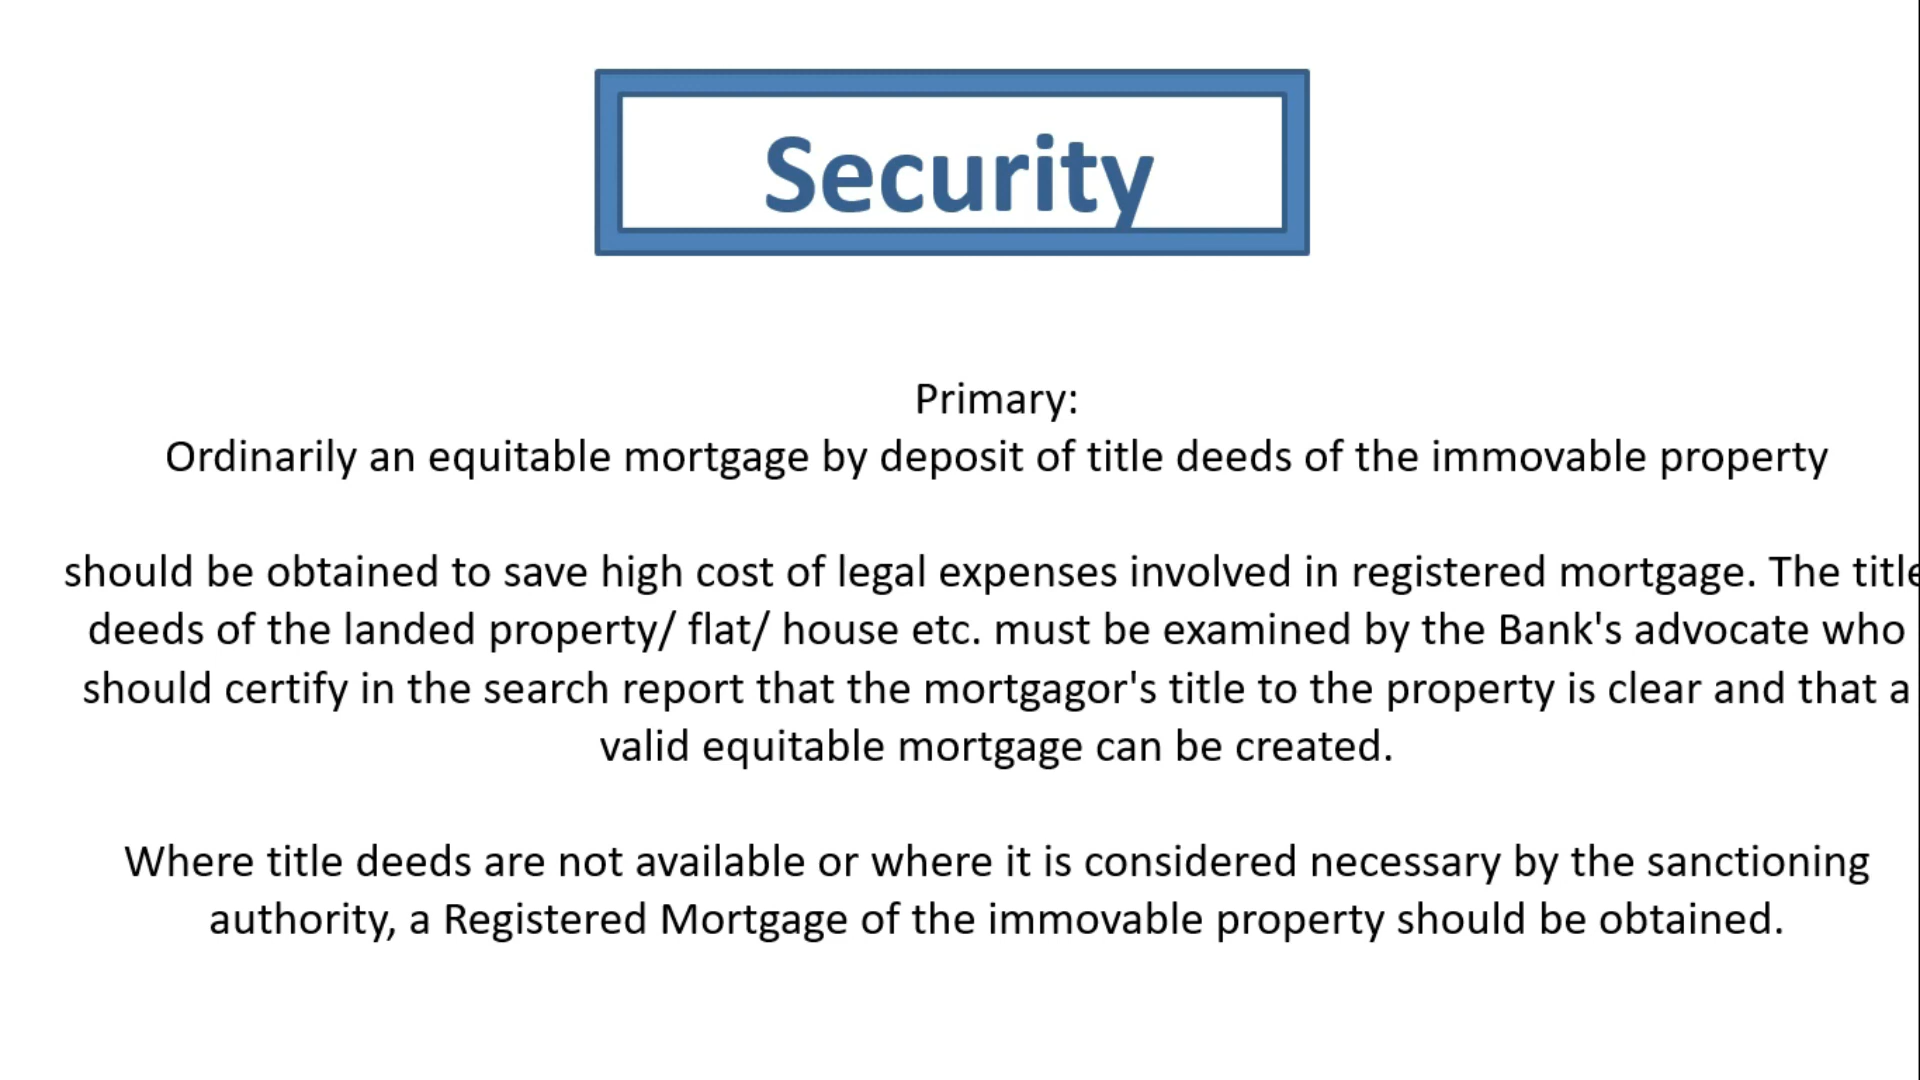 Security
Primary:
Ordinarily an equitable mortgage by deposit of title deeds of the immovable property
should be obtained to save high cost of legal expenses involved in registered mortgage. The title
deeds of the landed property/ flat/ house etc. must be examined by the Bank's advocate who
should certify in the search report that the mortgagor's title to the property is clear and that a
valid equitable mortgage can be created.
Where title deeds are not available or where it is considered necessary by the sanctioning
authority, a Registered Mortgage of the immovable property should be obtained.